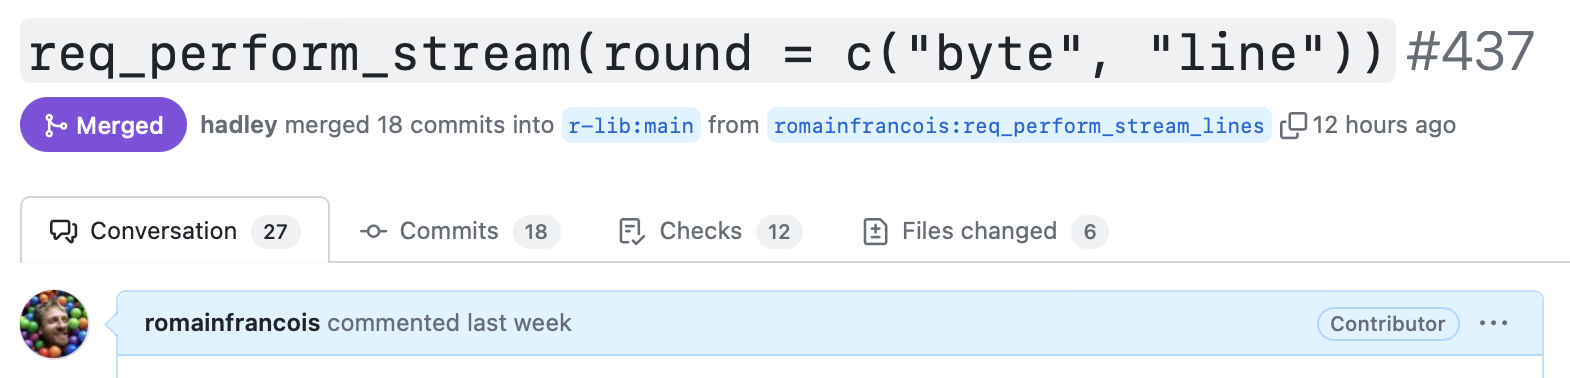 req_perform_stream(round = c("byte", "line")) #437
Merged hadley merged 18 commits into r-lib:main from romainfrancois:req_perform_stream_lines 12 hours ago
Conversation 27 Commits 18 Checks 12 Files changed 6
romainfrancois commented last week Contributor ···